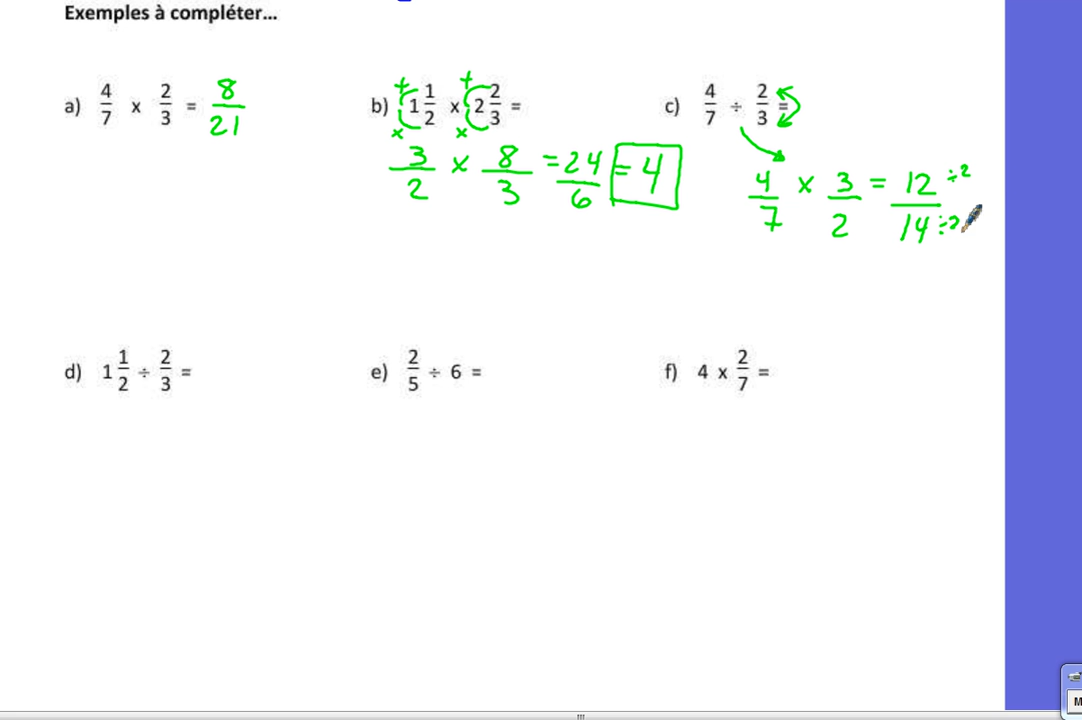 Exemples à compléter...
a) 4/7 x 2/3 = 8/21
b) 1 1/2 x 2 2/3 =
+ +
x x
3/2 x 8/3 = 24/6 = 4
c) 4/7 ÷ 2/3 =
4/7 x 3/2 = 12/14 ÷2 ÷2
d) 1 1/2 ÷ 2/3 =
e) 2/5 ÷ 6 =
f) 4 x 2/7 =
M